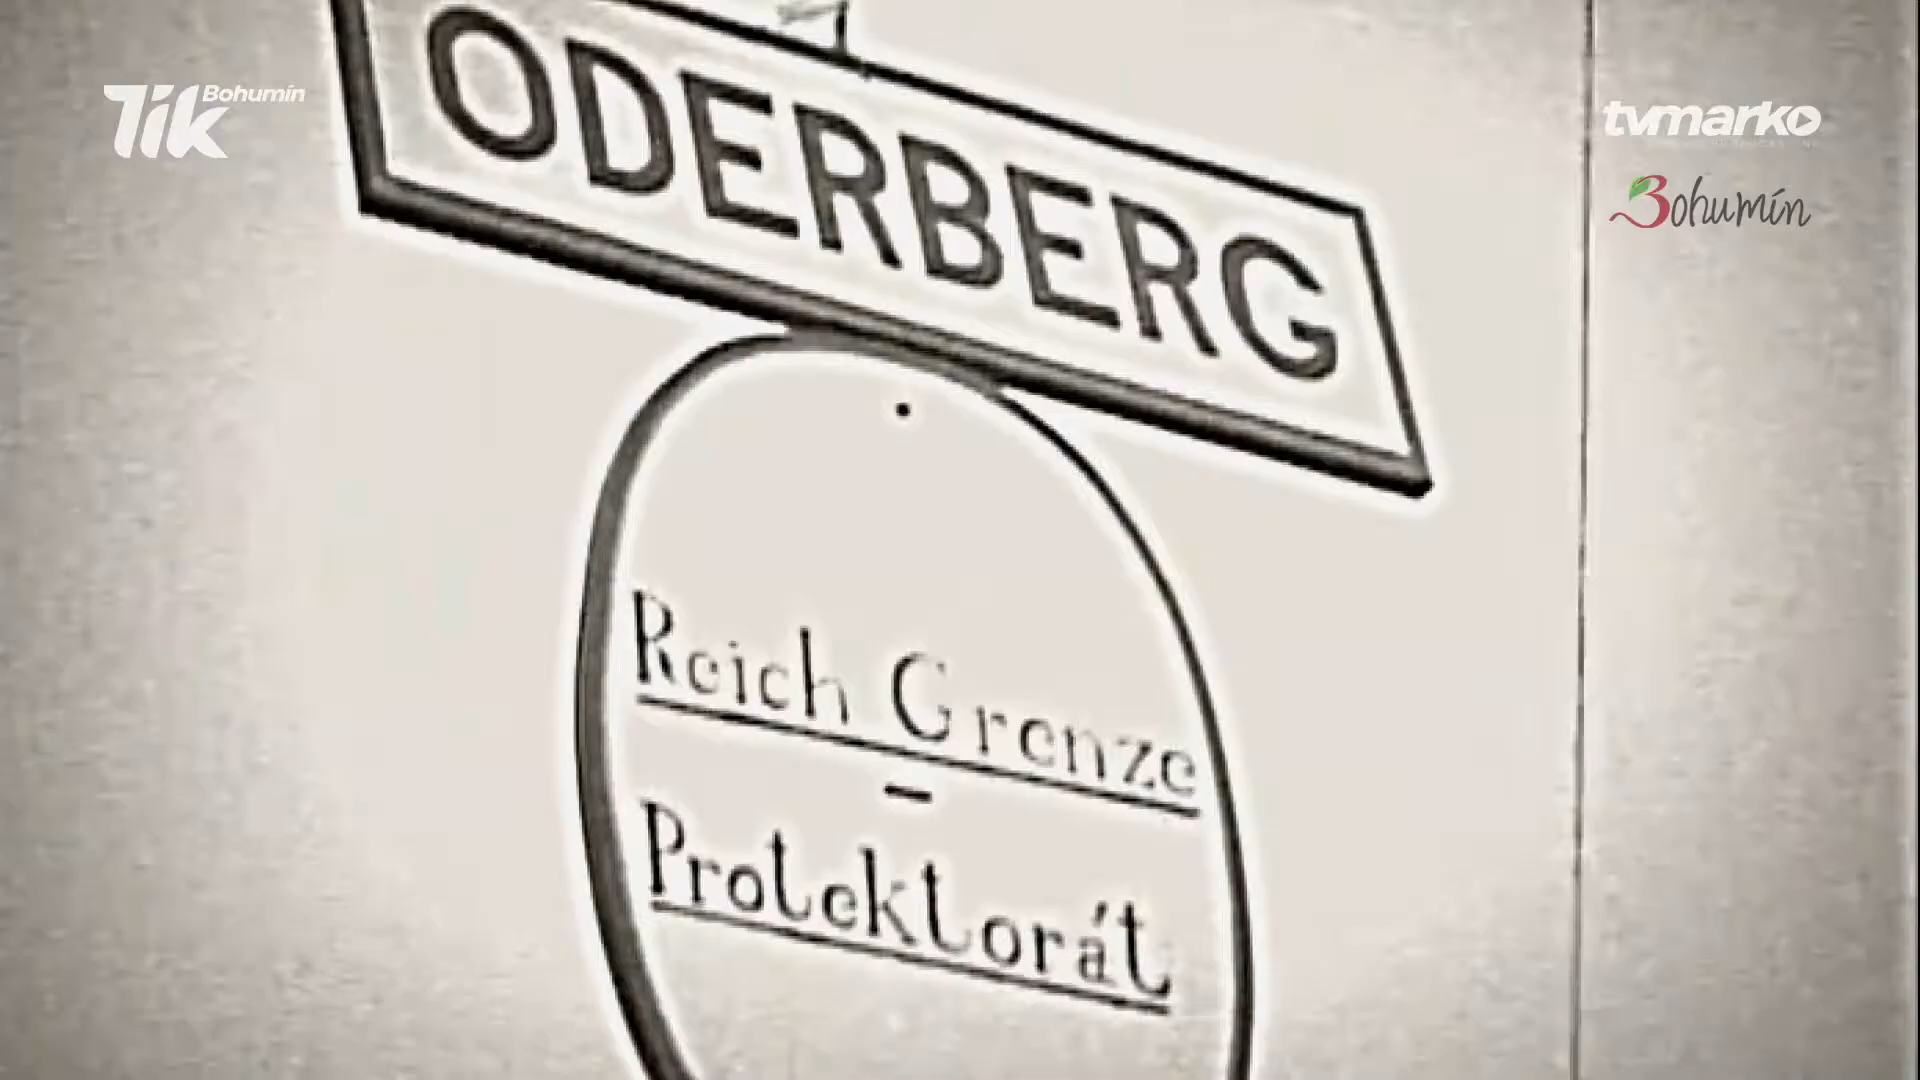 ODERBERG
Tik Bohumín
tvmarko
Bohumín
Reich Grenze
–
Protektorát